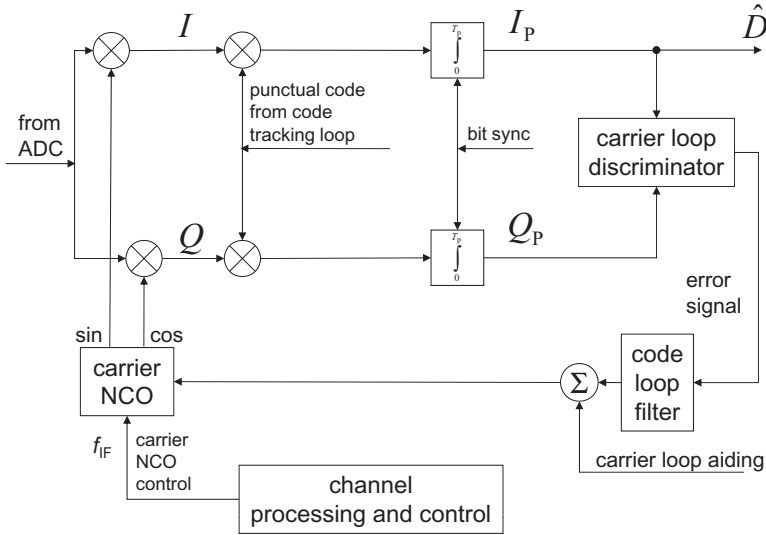 I
I_P
D̂
T_p
∫
0
punctual code
from code
tracking loop
from
ADC
bit sync
carrier loop
discriminator
Q
Q_P
T_p
∫
0
error
signal
sin
cos
carrier
NCO
Σ
code
loop
filter
f_IF
carrier
NCO
control
carrier loop aiding
channel
processing and control